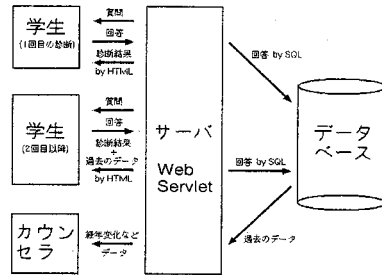 学生
(1回目の診断)
質問
回答
診断結果
by HTML
学生
(2回目以降)
質問
回答
診断結果
+
過去のデータ
by HTML
カウン
セラ
経年変化など
データ
サーバ
Web
Servlet
回答 by SQL
回答 by SQL
過去のデータ
データ
ベース